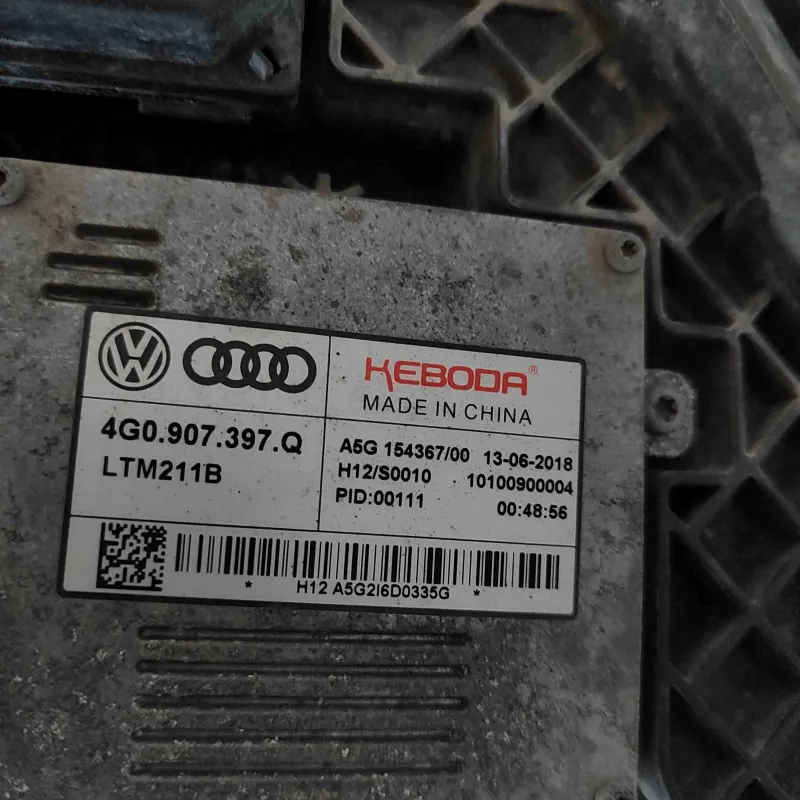 KEBODA®
MADE IN CHINA
4G0.907.397.Q
LTM211B
A5G 154367/00 13-06-2018
H12/S0010 10100900004
PID:00111 00:48:56
* H12 A5G2I6D0335G *